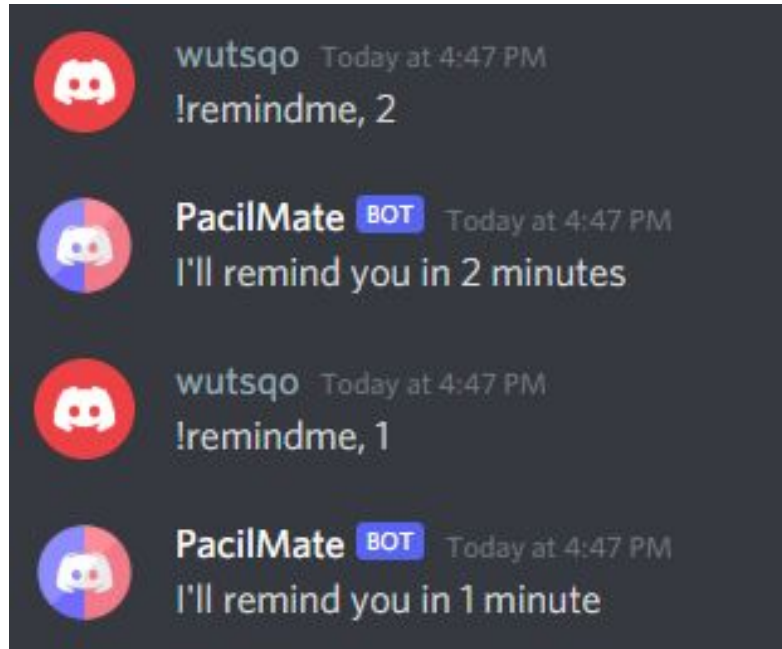 wutsqo Today at 4:47 PM
!remindme, 2
PacilMate BOT Today at 4:47 PM
I'll remind you in 2 minutes
wutsqo Today at 4:47 PM
!remindme, 1
PacilMate BOT Today at 4:47 PM
I'll remind you in 1 minute